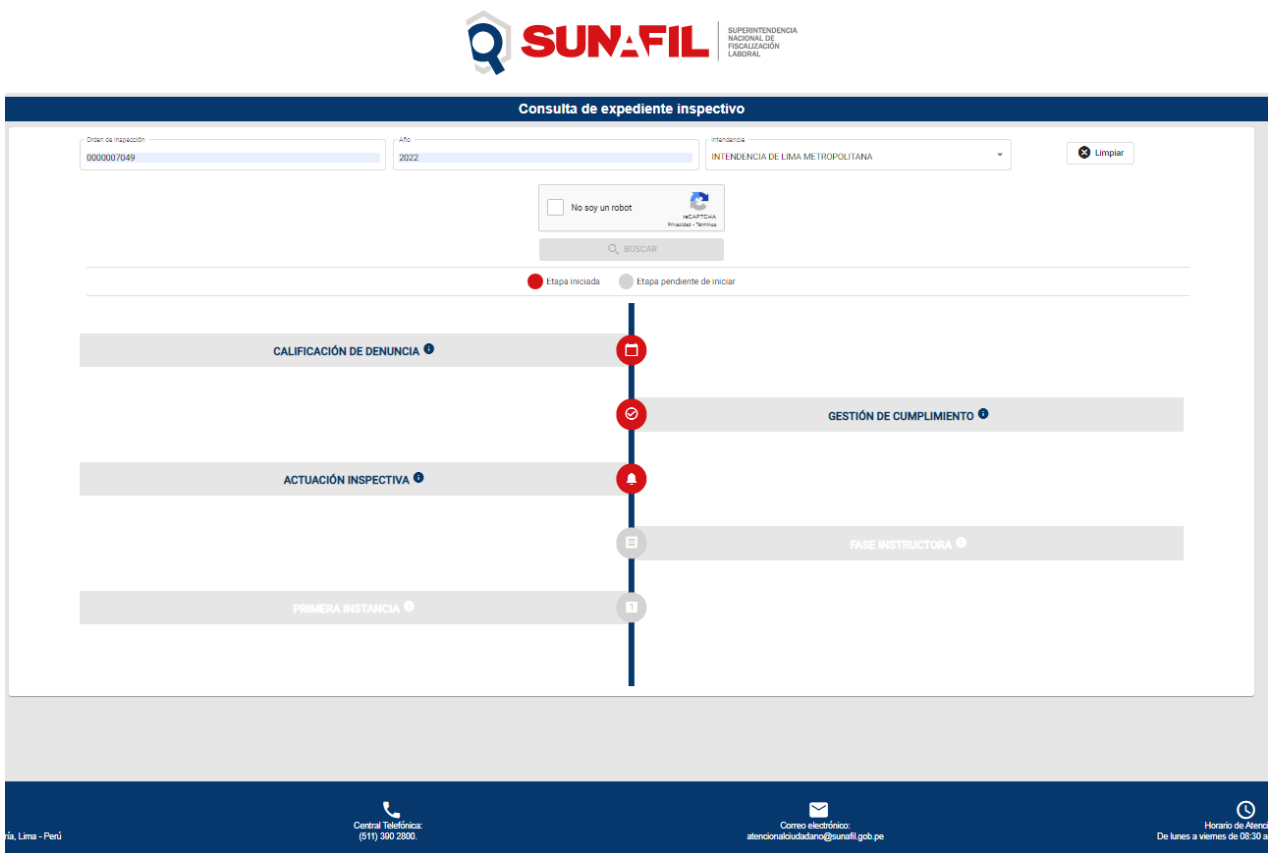 SUNAFIL
SUPERINTENDENCIA
NACIONAL DE
FISCALIZACIÓN
LABORAL
Consulta de expediente inspectivo
Orden de Inspección
0000007049
Año
2022
Intendencia
INTENDENCIA DE LIMA METROPOLITANA
Limpiar
No soy un robot
reCAPTCHA
Privacidad - Términos
BUSCAR
Etapa iniciada
Etapa pendiente de iniciar
CALIFICACIÓN DE DENUNCIA
GESTIÓN DE CUMPLIMIENTO
ACTUACIÓN INSPECTIVA
FASE INSTRUCTORA
PRIMERA INSTANCIA
1
ría, Lima - Perú
Central Telefónica:
(511) 390 2800.
Correo electrónico:
atencionalciudadano@sunafil.gob.pe
Horario de Atenci
De lunes a viernes de 08:30 a